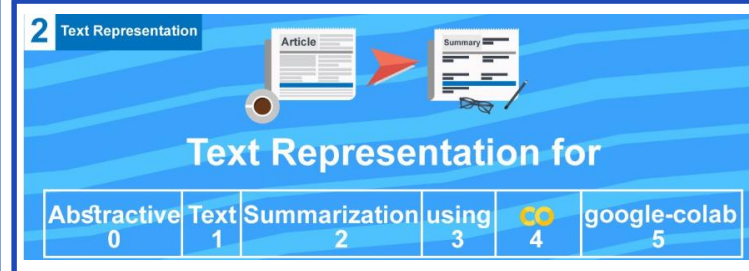 2 Text Representation
Article
Summary
Text Representation for
Abstractive Text Summarization using CO google-colab
0 1 2 3 4 5